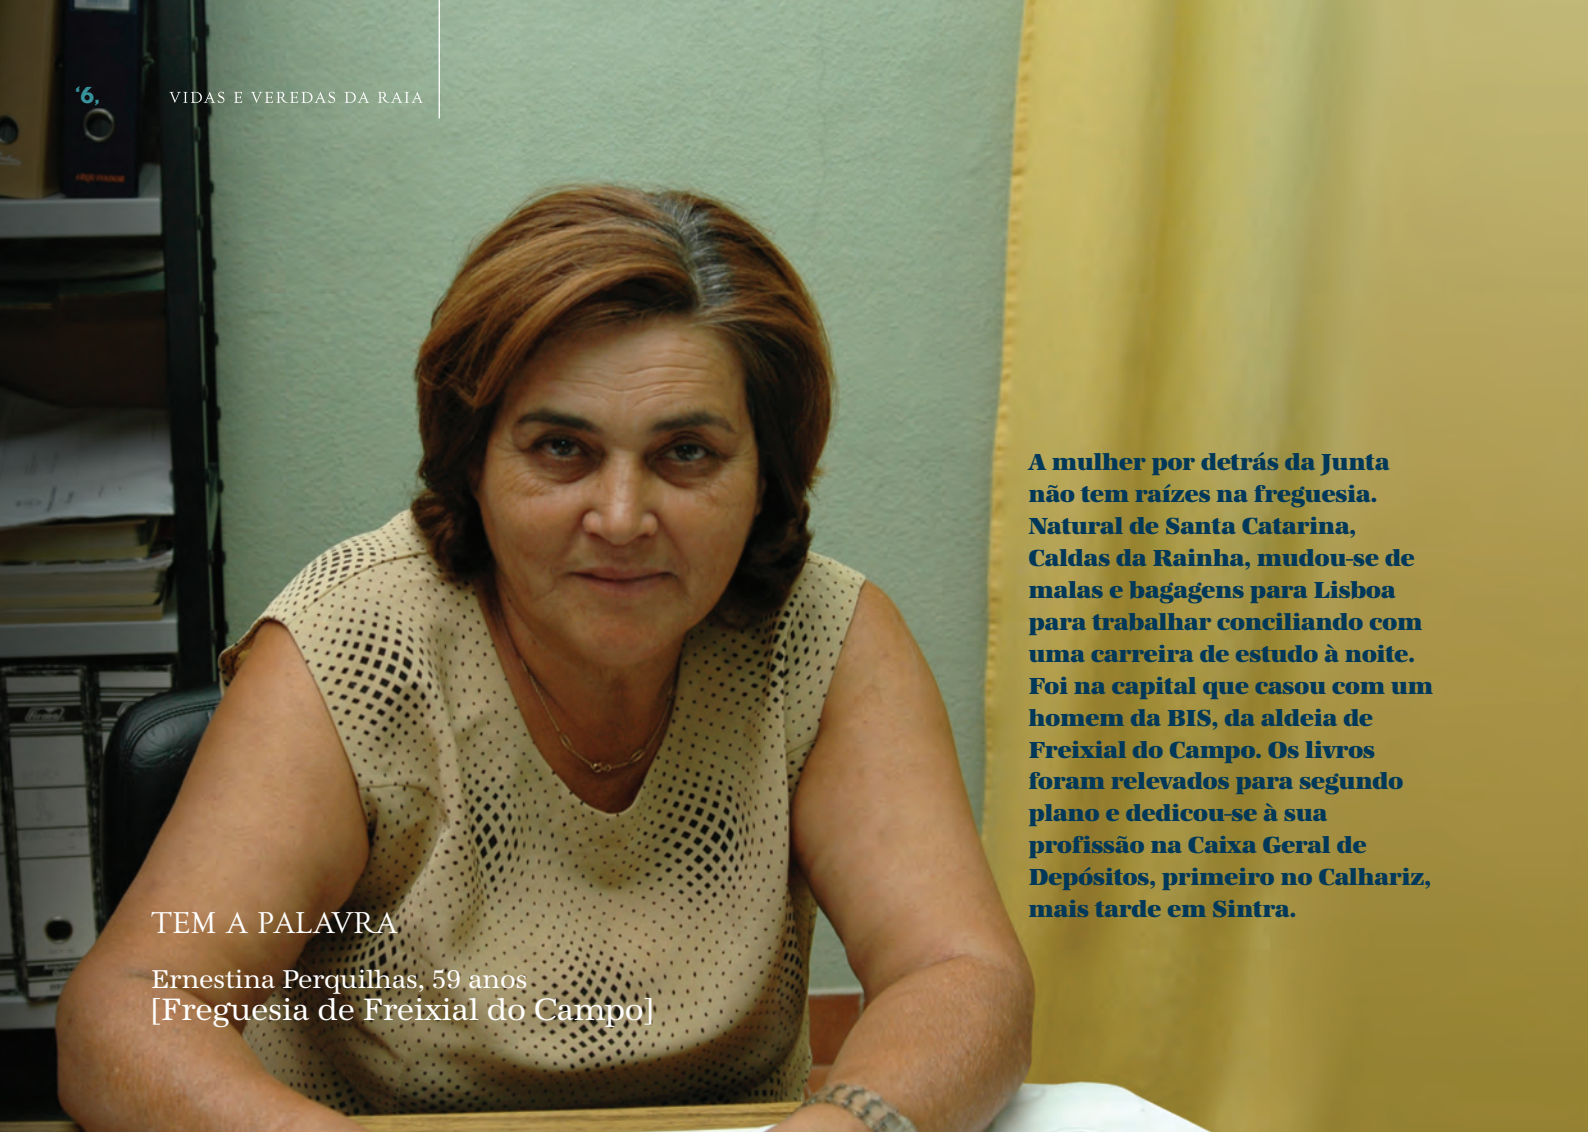 ‘6,
VIDAS E VEREDAS DA RAIA
ARQUIVADOR
A mulher por detrás da Junta
não tem raízes na freguesia.
Natural de Santa Catarina,
Caldas da Rainha, mudou-se de
malas e bagagens para Lisboa
para trabalhar conciliando com
uma carreira de estudo à noite.
Foi na capital que casou com um
homem da BIS, da aldeia de
Freixial do Campo. Os livros
foram relevados para segundo
plano e dedicou-se à sua
profissão na Caixa Geral de
Depósitos, primeiro no Calhariz,
mais tarde em Sintra.
TEM A PALAVRA
Ernestina Perquilhas, 59 anos
[Freguesia de Freixial do Campo]